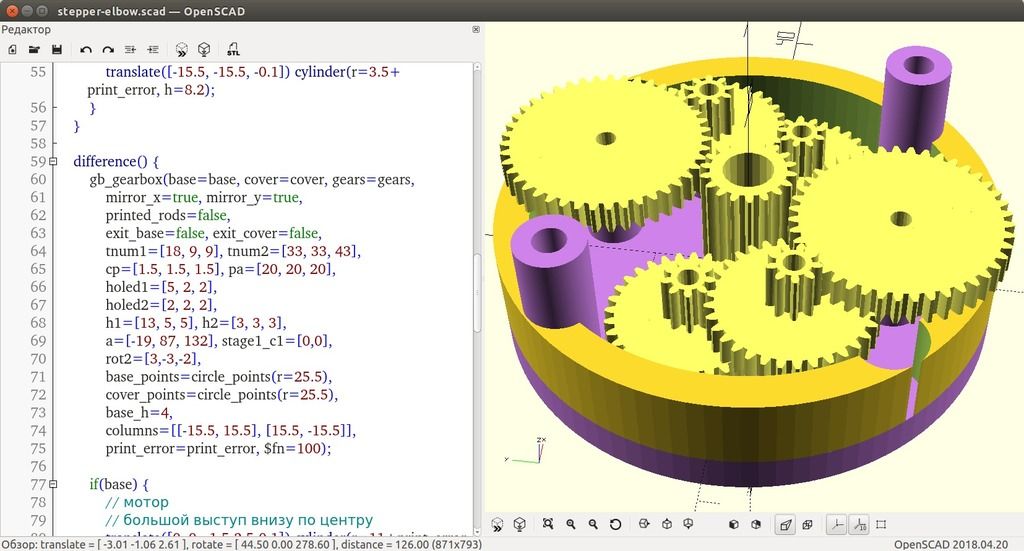 stepper-elbow.scad — OpenSCAD
Редактор
STL
55 translate([-15.5, -15.5, -0.1]) cylinder(r=3.5+
print_error, h=8.2);
56 }
57 }
58
59 difference() {
60 gb_gearbox(base=base, cover=cover, gears=gears,
61 mirror_x=true, mirror_y=true,
62 printed_rods=false,
63 exit_base=false, exit_cover=false,
64 tnum1=[18, 9, 9], tnum2=[33, 33, 43],
65 cp=[1.5, 1.5, 1.5], pa=[20, 20, 20],
66 holed1=[5, 2, 2],
67 holed2=[2, 2, 2],
68 h1=[13, 5, 5], h2=[3, 3, 3],
69 a=[-19, 87, 132], stage1_c1=[0,0],
70 rot2=[3,-3,-2],
71 base_points=circle_points(r=25.5),
72 cover_points=circle_points(r=25.5),
73 base_h=4,
74 columns=[[-15.5, 15.5], [15.5, -15.5]],
75 print_error=print_error, $fn=100);
76
77 if(base) {
78 // мотор
79 // большой выступ внизу по центру
Обзор: translate = [ -3.01 -1.06 2.61 ], rotate = [ 44.50 0.00 278.60 ], distance = 126.00 (871x793)
OpenSCAD 2018.04.20